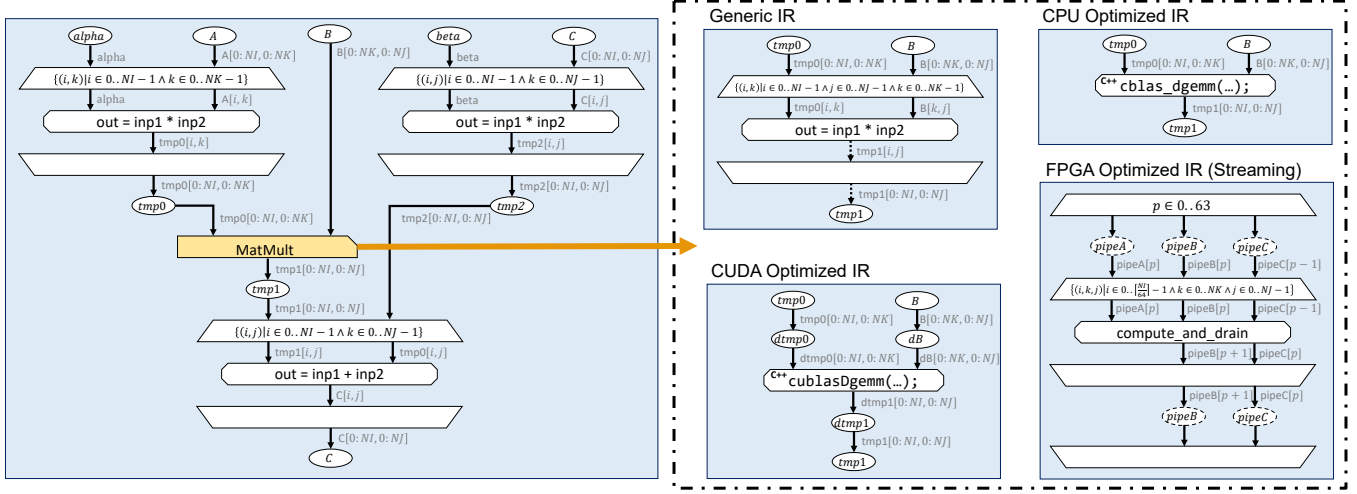 alpha A B beta C
alpha A[0: NI, 0: NK] B[0: NK, 0: NJ] beta C[0: NI, 0: NJ]
{(i, k)|i ∈ 0..NI − 1 ∧ k ∈ 0..NK − 1} {(i, j)|i ∈ 0..NI − 1 ∧ k ∈ 0..NJ − 1}
alpha A[i, k] beta C[i, j]
out = inp1 * inp2 out = inp1 * inp2
tmp0[i, k] tmp2[i, j]
tmp0[0: NI, 0: NK] tmp2[0: NI, 0: NJ]
tmp0 tmp2
tmp0[0: NI, 0: NK] tmp2[0: NI, 0: NJ]
MatMult
tmp1[0: NI, 0: NJ]
tmp1
tmp1[0: NI, 0: NJ]
{(i, j)|i ∈ 0..NI − 1 ∧ k ∈ 0..NJ − 1}
tmp1[i, j] tmp0[i, j]
out = inp1 + inp2
C[i, j]
C[0: NI, 0: NJ]
C
Generic IR
tmp0 B
tmp0[0: NI, 0: NK] B[0: NK, 0: NJ]
{(i, k)|i ∈ 0..NI − 1 ∧ j ∈ 0..NJ − 1 ∧ k ∈ 0..NK − 1}
tmp0[i, k] B[k, j]
out = inp1 * inp2
tmp1[i, j]
tmp1[0: NI, 0: NJ]
tmp1
CPU Optimized IR
tmp0 B
tmp0[0: NI, 0: NK] B[0: NK, 0: NJ]
C++ cblas_dgemm(…);
tmp1[0: NI, 0: NJ]
tmp1
CUDA Optimized IR
tmp0 B
tmp0[0: NI, 0: NK] B[0: NK, 0: NJ]
dtmp0 dB
dtmp0[0: NI, 0: NK] dB[0: NK, 0: NJ]
C++ cublasDgemm(…);
dtmp1[0: NI, 0: NJ]
dtmp1
tmp1[0: NI, 0: NJ]
tmp1
FPGA Optimized IR (Streaming)
p ∈ 0..63
pipeA pipeB pipeC
pipeA[p] pipeB[p] pipeC[p − 1]
{(i, k, j)|i ∈ 0..⌈NI/64⌉ − 1 ∧ k ∈ 0..NK ∧ j ∈ 0..NJ − 1}
pipeA[p] pipeB[p] pipeC[p − 1]
compute_and_drain
pipeB[p + 1] pipeC[p]
pipeB[p + 1] pipeC[p]
pipeB pipeC